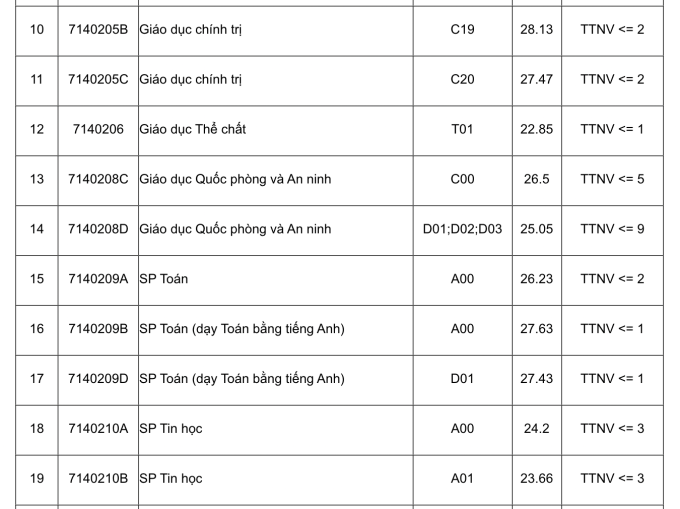 10 7140205B Giáo dục chính trị C19 28.13 TTNV <= 2
11 7140205C Giáo dục chính trị C20 27.47 TTNV <= 2
12 7140206 Giáo dục Thể chất T01 22.85 TTNV <= 1
13 7140208C Giáo dục Quốc phòng và An ninh C00 26.5 TTNV <= 5
14 7140208D Giáo dục Quốc phòng và An ninh D01;D02;D03 25.05 TTNV <= 9
15 7140209A SP Toán A00 26.23 TTNV <= 2
16 7140209B SP Toán (dạy Toán bằng tiếng Anh) A00 27.63 TTNV <= 1
17 7140209D SP Toán (dạy Toán bằng tiếng Anh) D01 27.43 TTNV <= 1
18 7140210A SP Tin học A00 24.2 TTNV <= 3
19 7140210B SP Tin học A01 23.66 TTNV <= 3